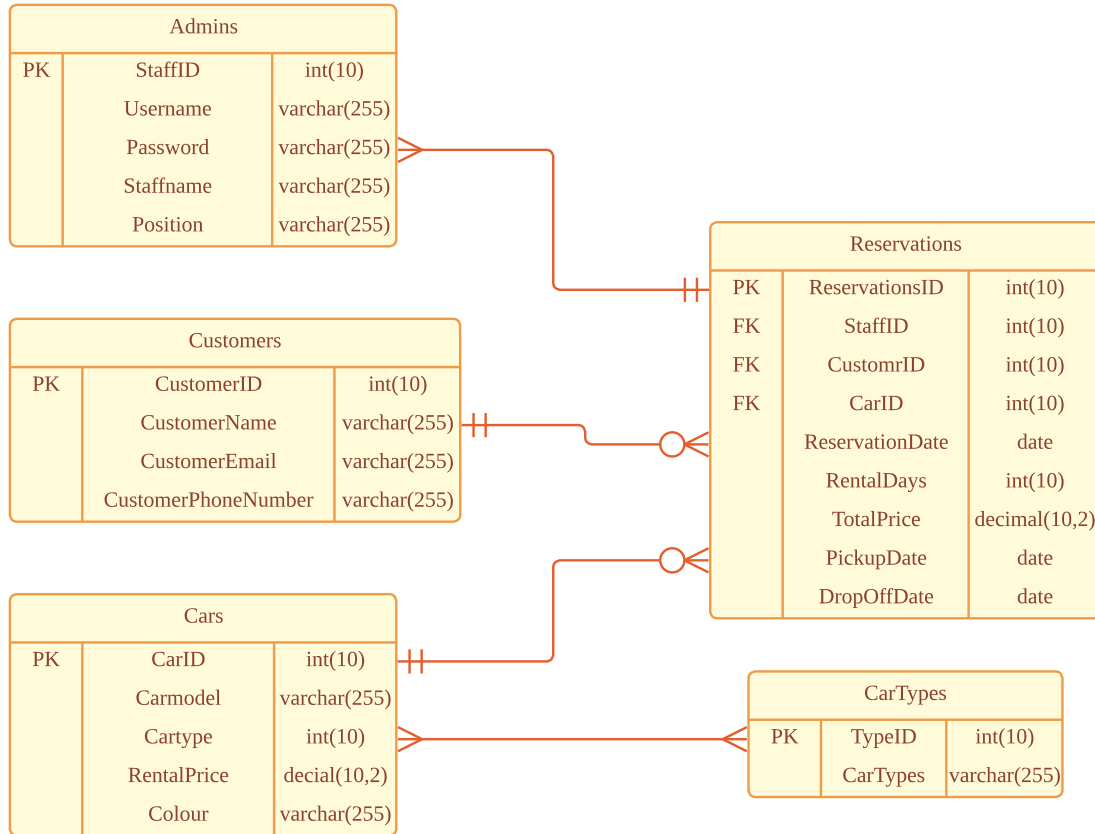 Admins
PK StaffID int(10)
Username varchar(255)
Password varchar(255)
Staffname varchar(255)
Position varchar(255)
Customers
PK CustomerID int(10)
CustomerName varchar(255)
CustomerEmail varchar(255)
CustomerPhoneNumber varchar(255)
Cars
PK CarID int(10)
Carmodel varchar(255)
Cartype int(10)
RentalPrice decial(10,2)
Colour varchar(255)
Reservations
PK ReservationsID int(10)
FK StaffID int(10)
FK CustomrID int(10)
FK CarID int(10)
ReservationDate date
RentalDays int(10)
TotalPrice decimal(10,2)
PickupDate date
DropOffDate date
CarTypes
PK TypeID int(10)
CarTypes varchar(255)